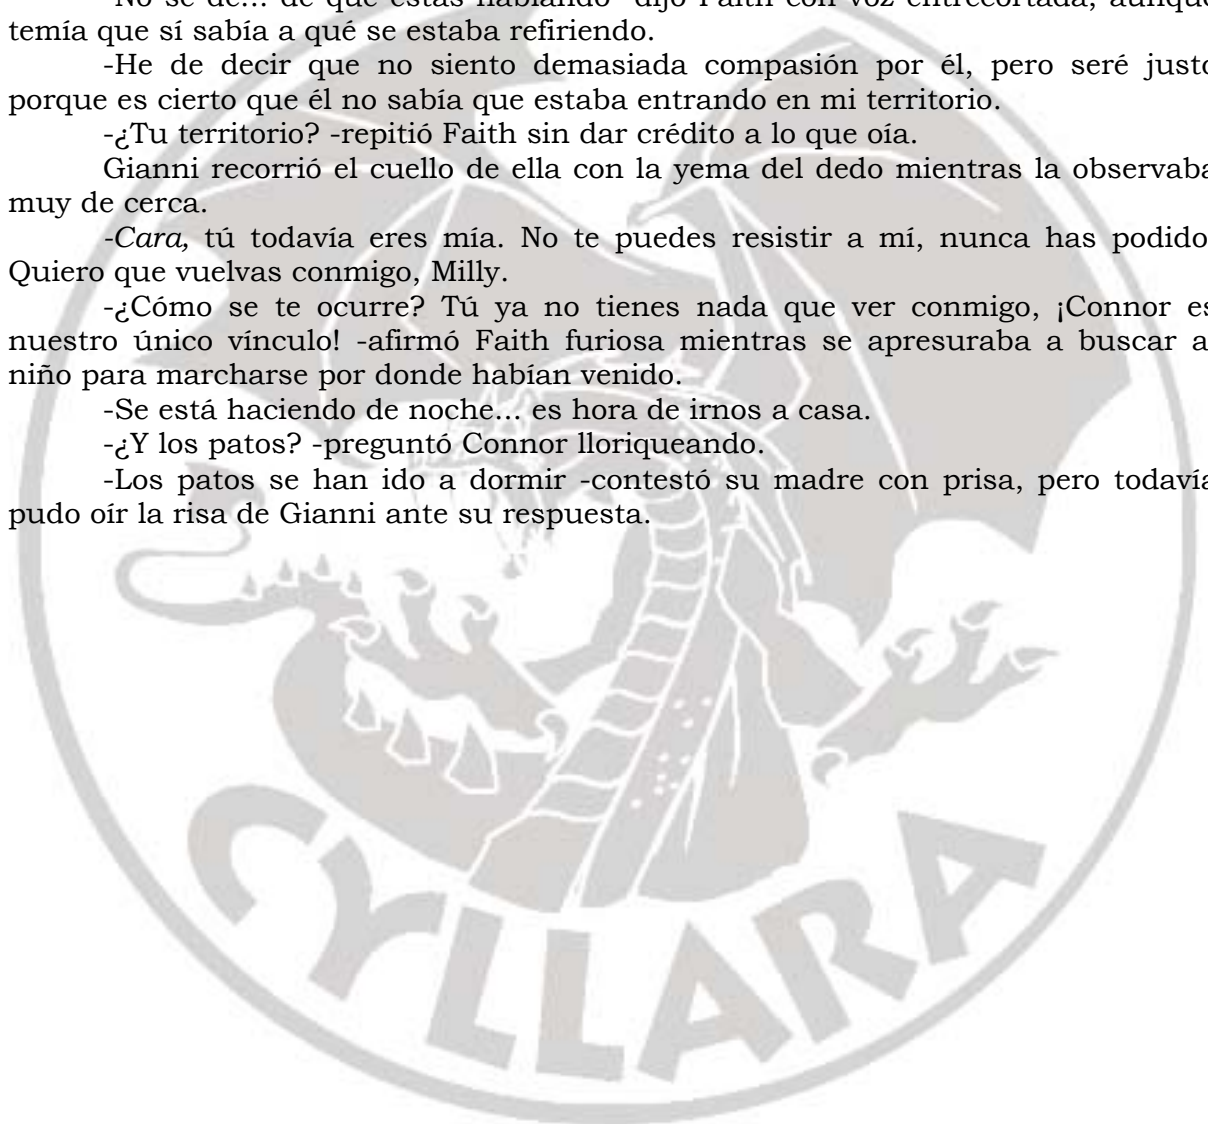 -No sé de... de qué estás hablando -dijo Faith con voz entrecortada, aunque
temía que sí sabía a qué se estaba refiriendo.
-He de decir que no siento demasiada compasión por él, pero seré justo
porque es cierto que él no sabía que estaba entrando en mi territorio.
-¿Tu territorio? -repitió Faith sin dar crédito a lo que oía.
Gianni recorrió el cuello de ella con la yema del dedo mientras la observaba
muy de cerca.
-Cara, tú todavía eres mía. No te puedes resistir a mí, nunca has podido
Quiero que vuelvas conmigo, Milly.
-¿Cómo se te ocurre? Tú ya no tienes nada que ver conmigo, ¡Connor es
nuestro único vínculo! -afirmó Faith furiosa mientras se apresuraba a buscar a
niño para marcharse por donde habían venido.
-Se está haciendo de noche... es hora de irnos a casa.
-¿Y los patos? -preguntó Connor lloriqueando.
-Los patos se han ido a dormir -contestó su madre con prisa, pero todavía
pudo oír la risa de Gianni ante su respuesta.
CYLLARA